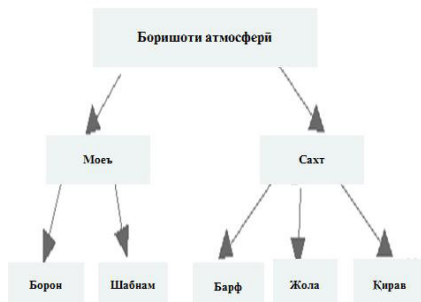 Боришоти атмосферӣ
Моеъ
Сахт
Борон
Шабнам
Барф
Жола
Қирав